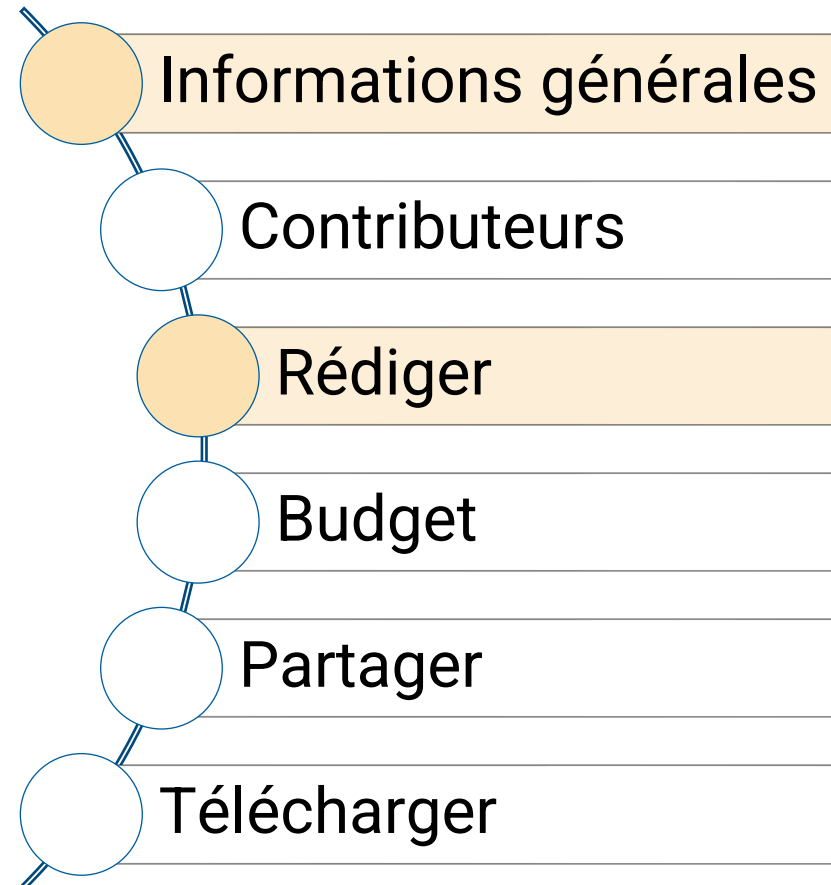 Informations générales
Contributeurs
Rédiger
Budget
Partager
Télécharger